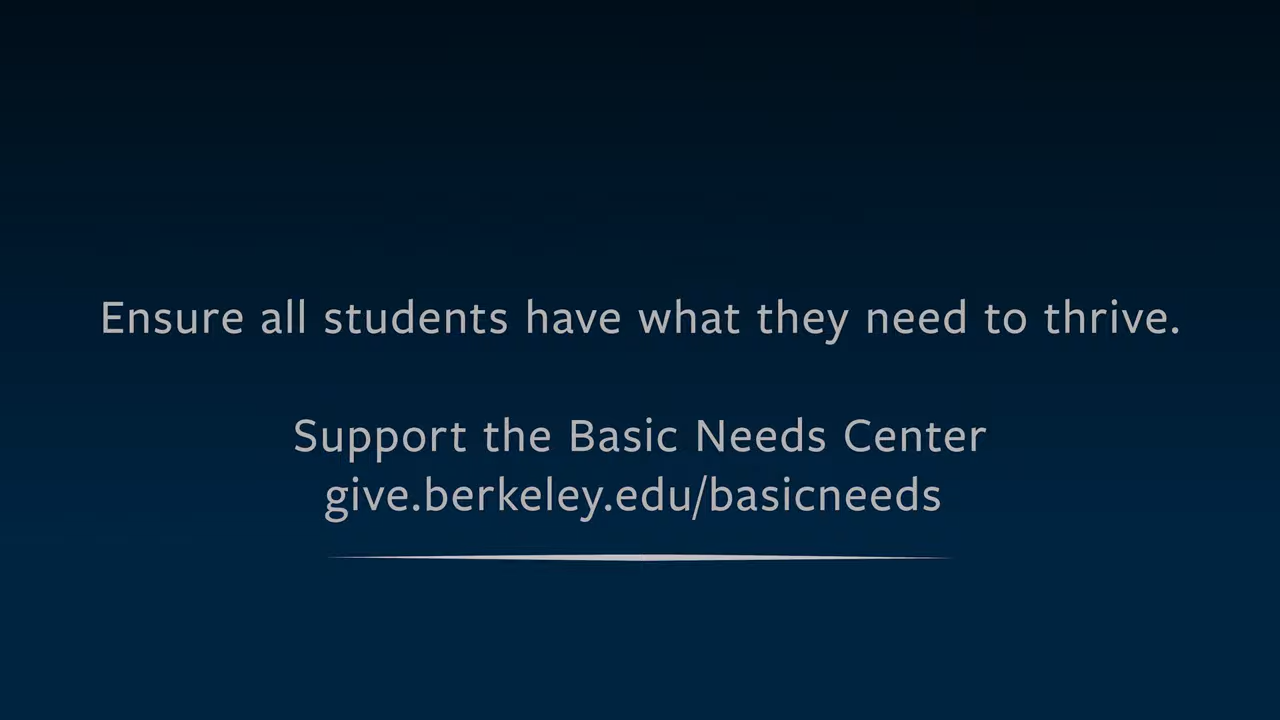 Ensure all students have what they need to thrive.
Support the Basic Needs Center
give.berkeley.edu/basicneeds